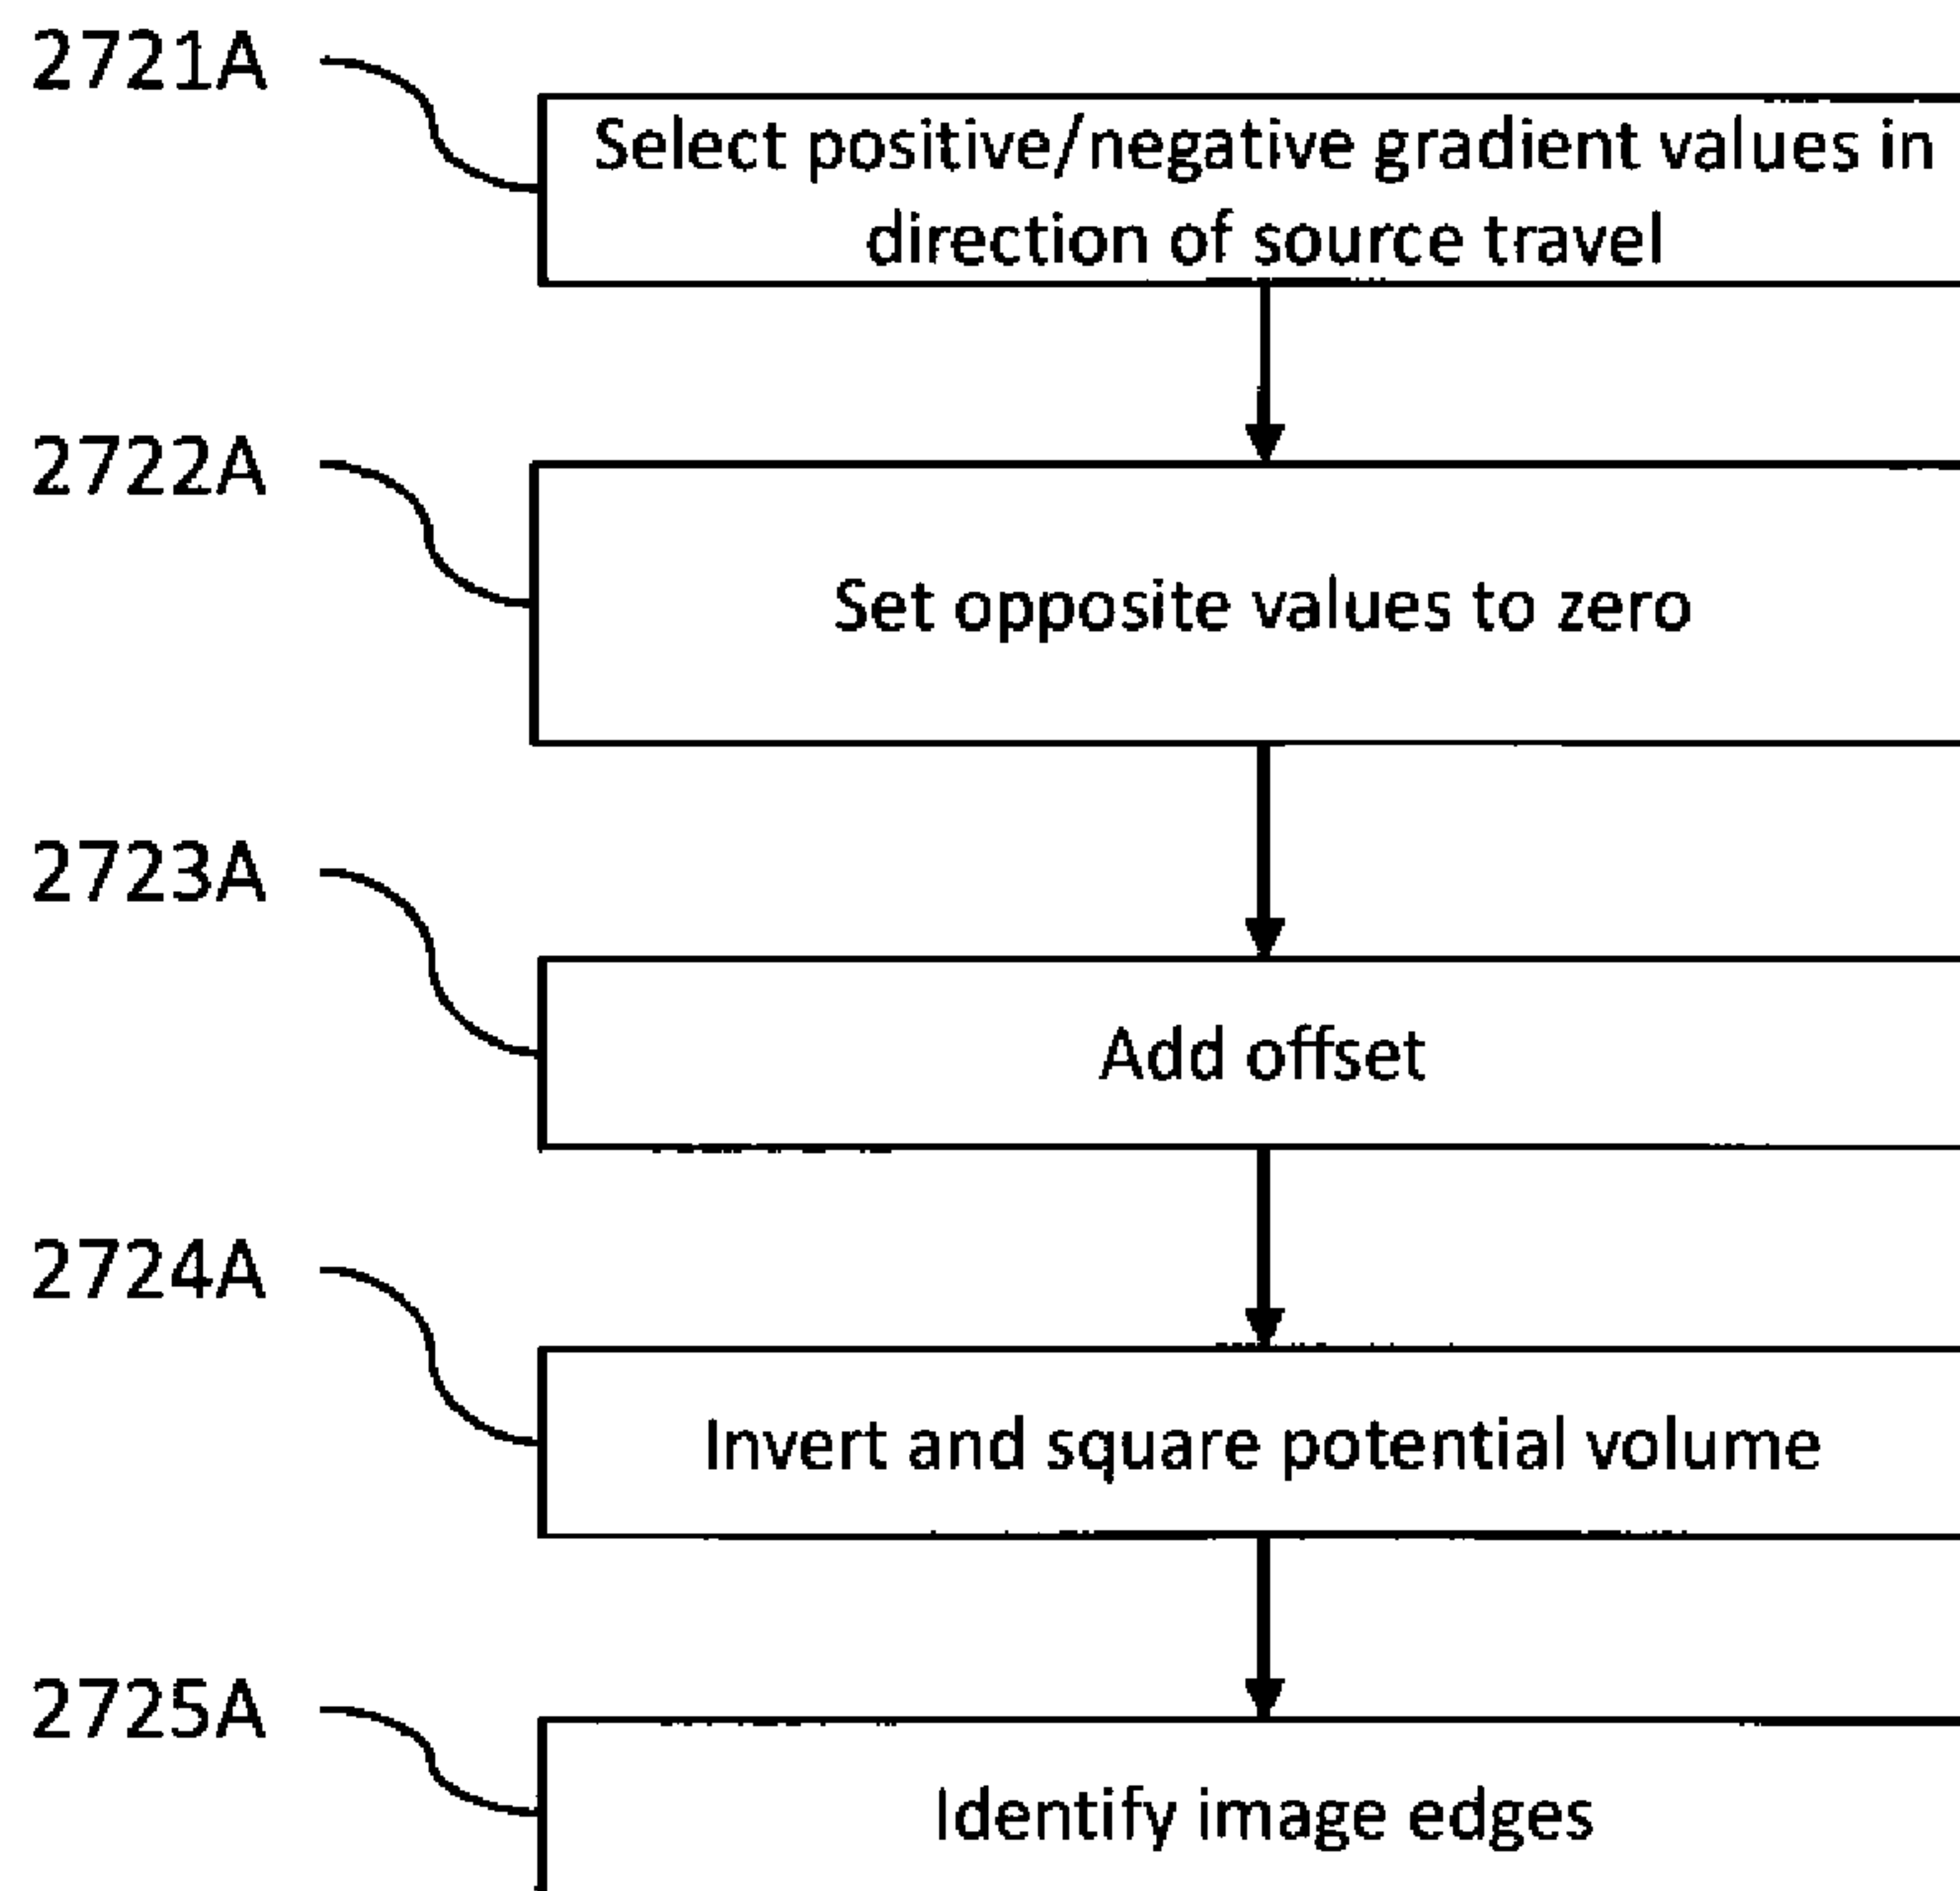 2721A
Select positive/negative gradient values in
direction of source travel
2722A
Set opposite values to zero
2723A
Add offset
2724A
Invert and square potential volume
2725A
Identify image edges